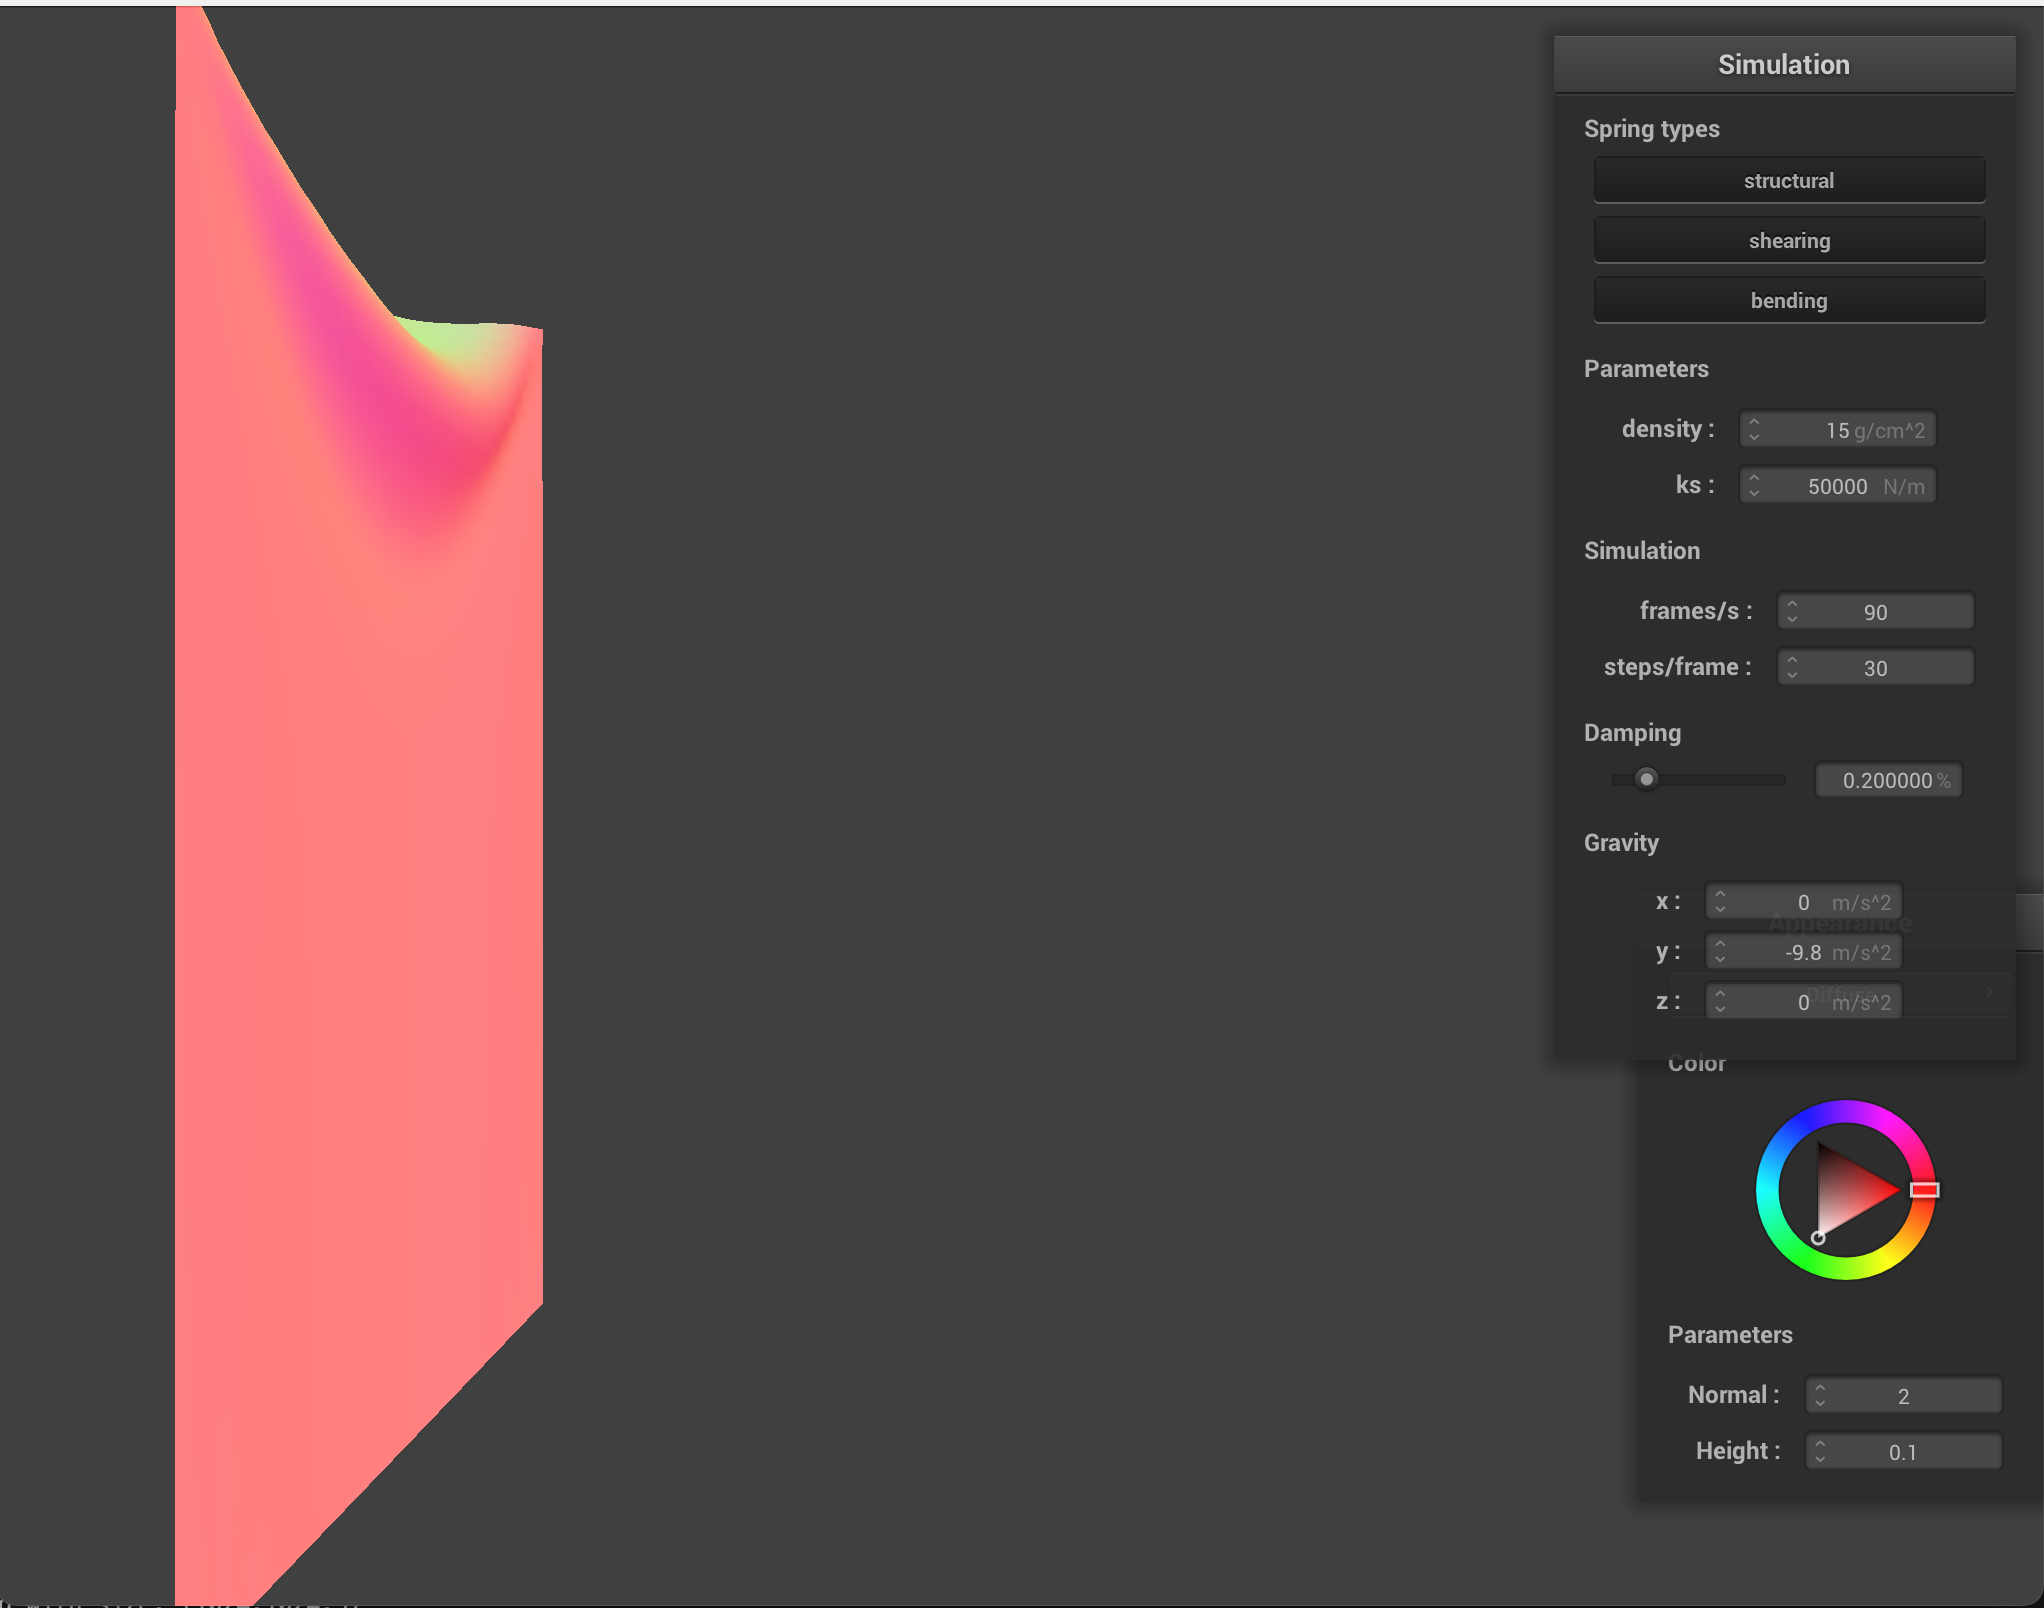 Simulation
Spring types
structural
shearing
bending
Parameters
density : 15 g/cm^2
ks : 50000 N/m
Simulation
frames/s : 90
steps/frame : 30
Damping
0.200000 %
Gravity
x : 0 m/s^2
Appearance
y : -9.8 m/s^2
z : 0 m/s^2
Diffuse
Color
Parameters
Normal : 2
Height : 0.1